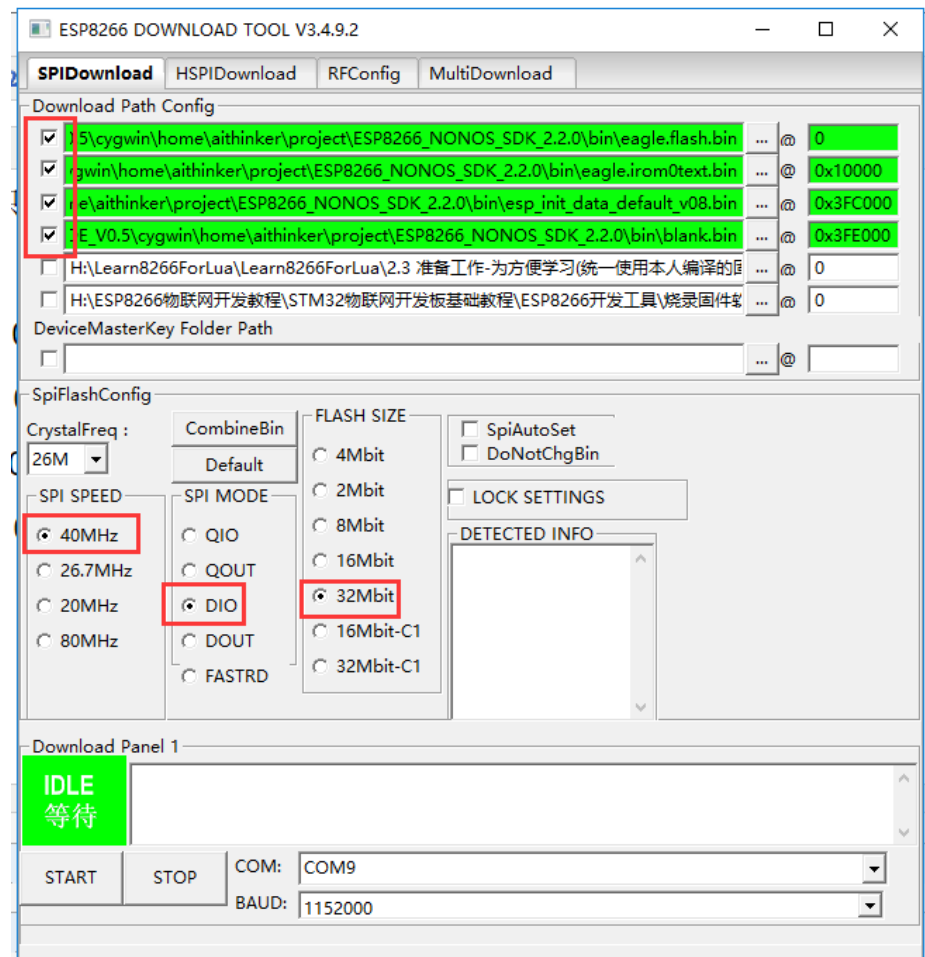 ESP8266 DOWNLOAD TOOL V3.4.9.2
SPIDownload HSPIDownload RFConfig MultiDownload
Download Path Config
5\cygwin\home\aithinker\project\ESP8266_NONOS_SDK_2.2.0\bin\eagle.flash.bin ... @ 0
gwin\home\aithinker\project\ESP8266_NONOS_SDK_2.2.0\bin\eagle.irom0text.bin ... @ 0x10000
ne\aithinker\project\ESP8266_NONOS_SDK_2.2.0\bin\esp_init_data_default_v08.bin ... @ 0x3FC000
E_V0.5\cygwin\home\aithinker\project\ESP8266_NONOS_SDK_2.2.0\bin\blank.bin ... @ 0x3FE000
H:\Learn8266ForLua\Learn8266ForLua\2.3 准备工作-为方便学习(统一使用本人编译的 ... @ 0
H:\ESP8266物联网开发教程\STM32物联网开发板基础教程\ESP8266开发工具\烧录固件 ... @ 0
DeviceMasterKey Folder Path
... @
SpiFlashConfig
CrystalFreq :
26M
CombineBin
Default
SPI SPEED
40MHz
26.7MHz
20MHz
80MHz
SPI MODE
QIO
QOUT
DIO
DOUT
FASTRD
FLASH SIZE
4Mbit
2Mbit
8Mbit
16Mbit
32Mbit
16Mbit-C1
32Mbit-C1
SpiAutoSet
DoNotChgBin
LOCK SETTINGS
DETECTED INFO
Download Panel 1
IDLE
等待
START STOP
COM: COM9
BAUD: 1152000